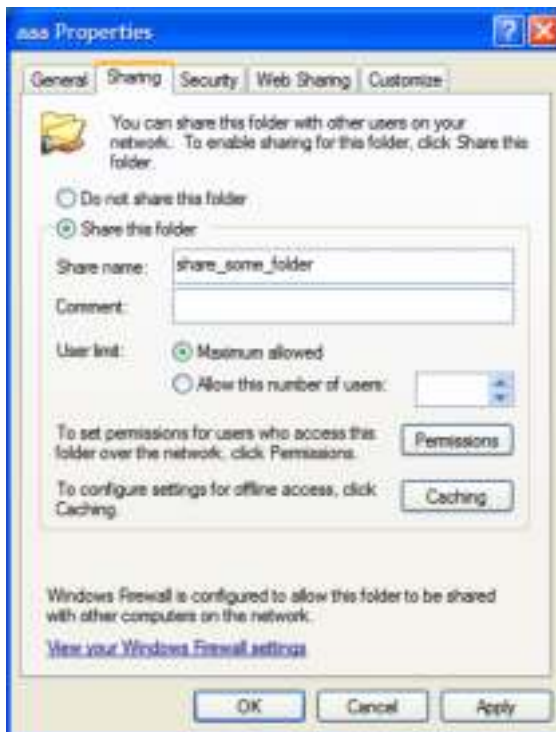 aaa Properties
General Sharing Security Web Sharing Customize
You can share this folder with other users on your
network. To enable sharing for this folder, click Share this
folder.
Do not share this folder
Share this folder
Share name: share_some_folder
Comment:
User limit: Maximum allowed
Allow this number of users:
To set permissions for users who access this
folder over the network, click Permissions.
Permissions
To configure settings for offline access, click
Caching.
Caching
Windows Firewall is configured to allow this folder to be shared
with other computers on the network.
View your Windows Firewall settings
OK Cancel Apply